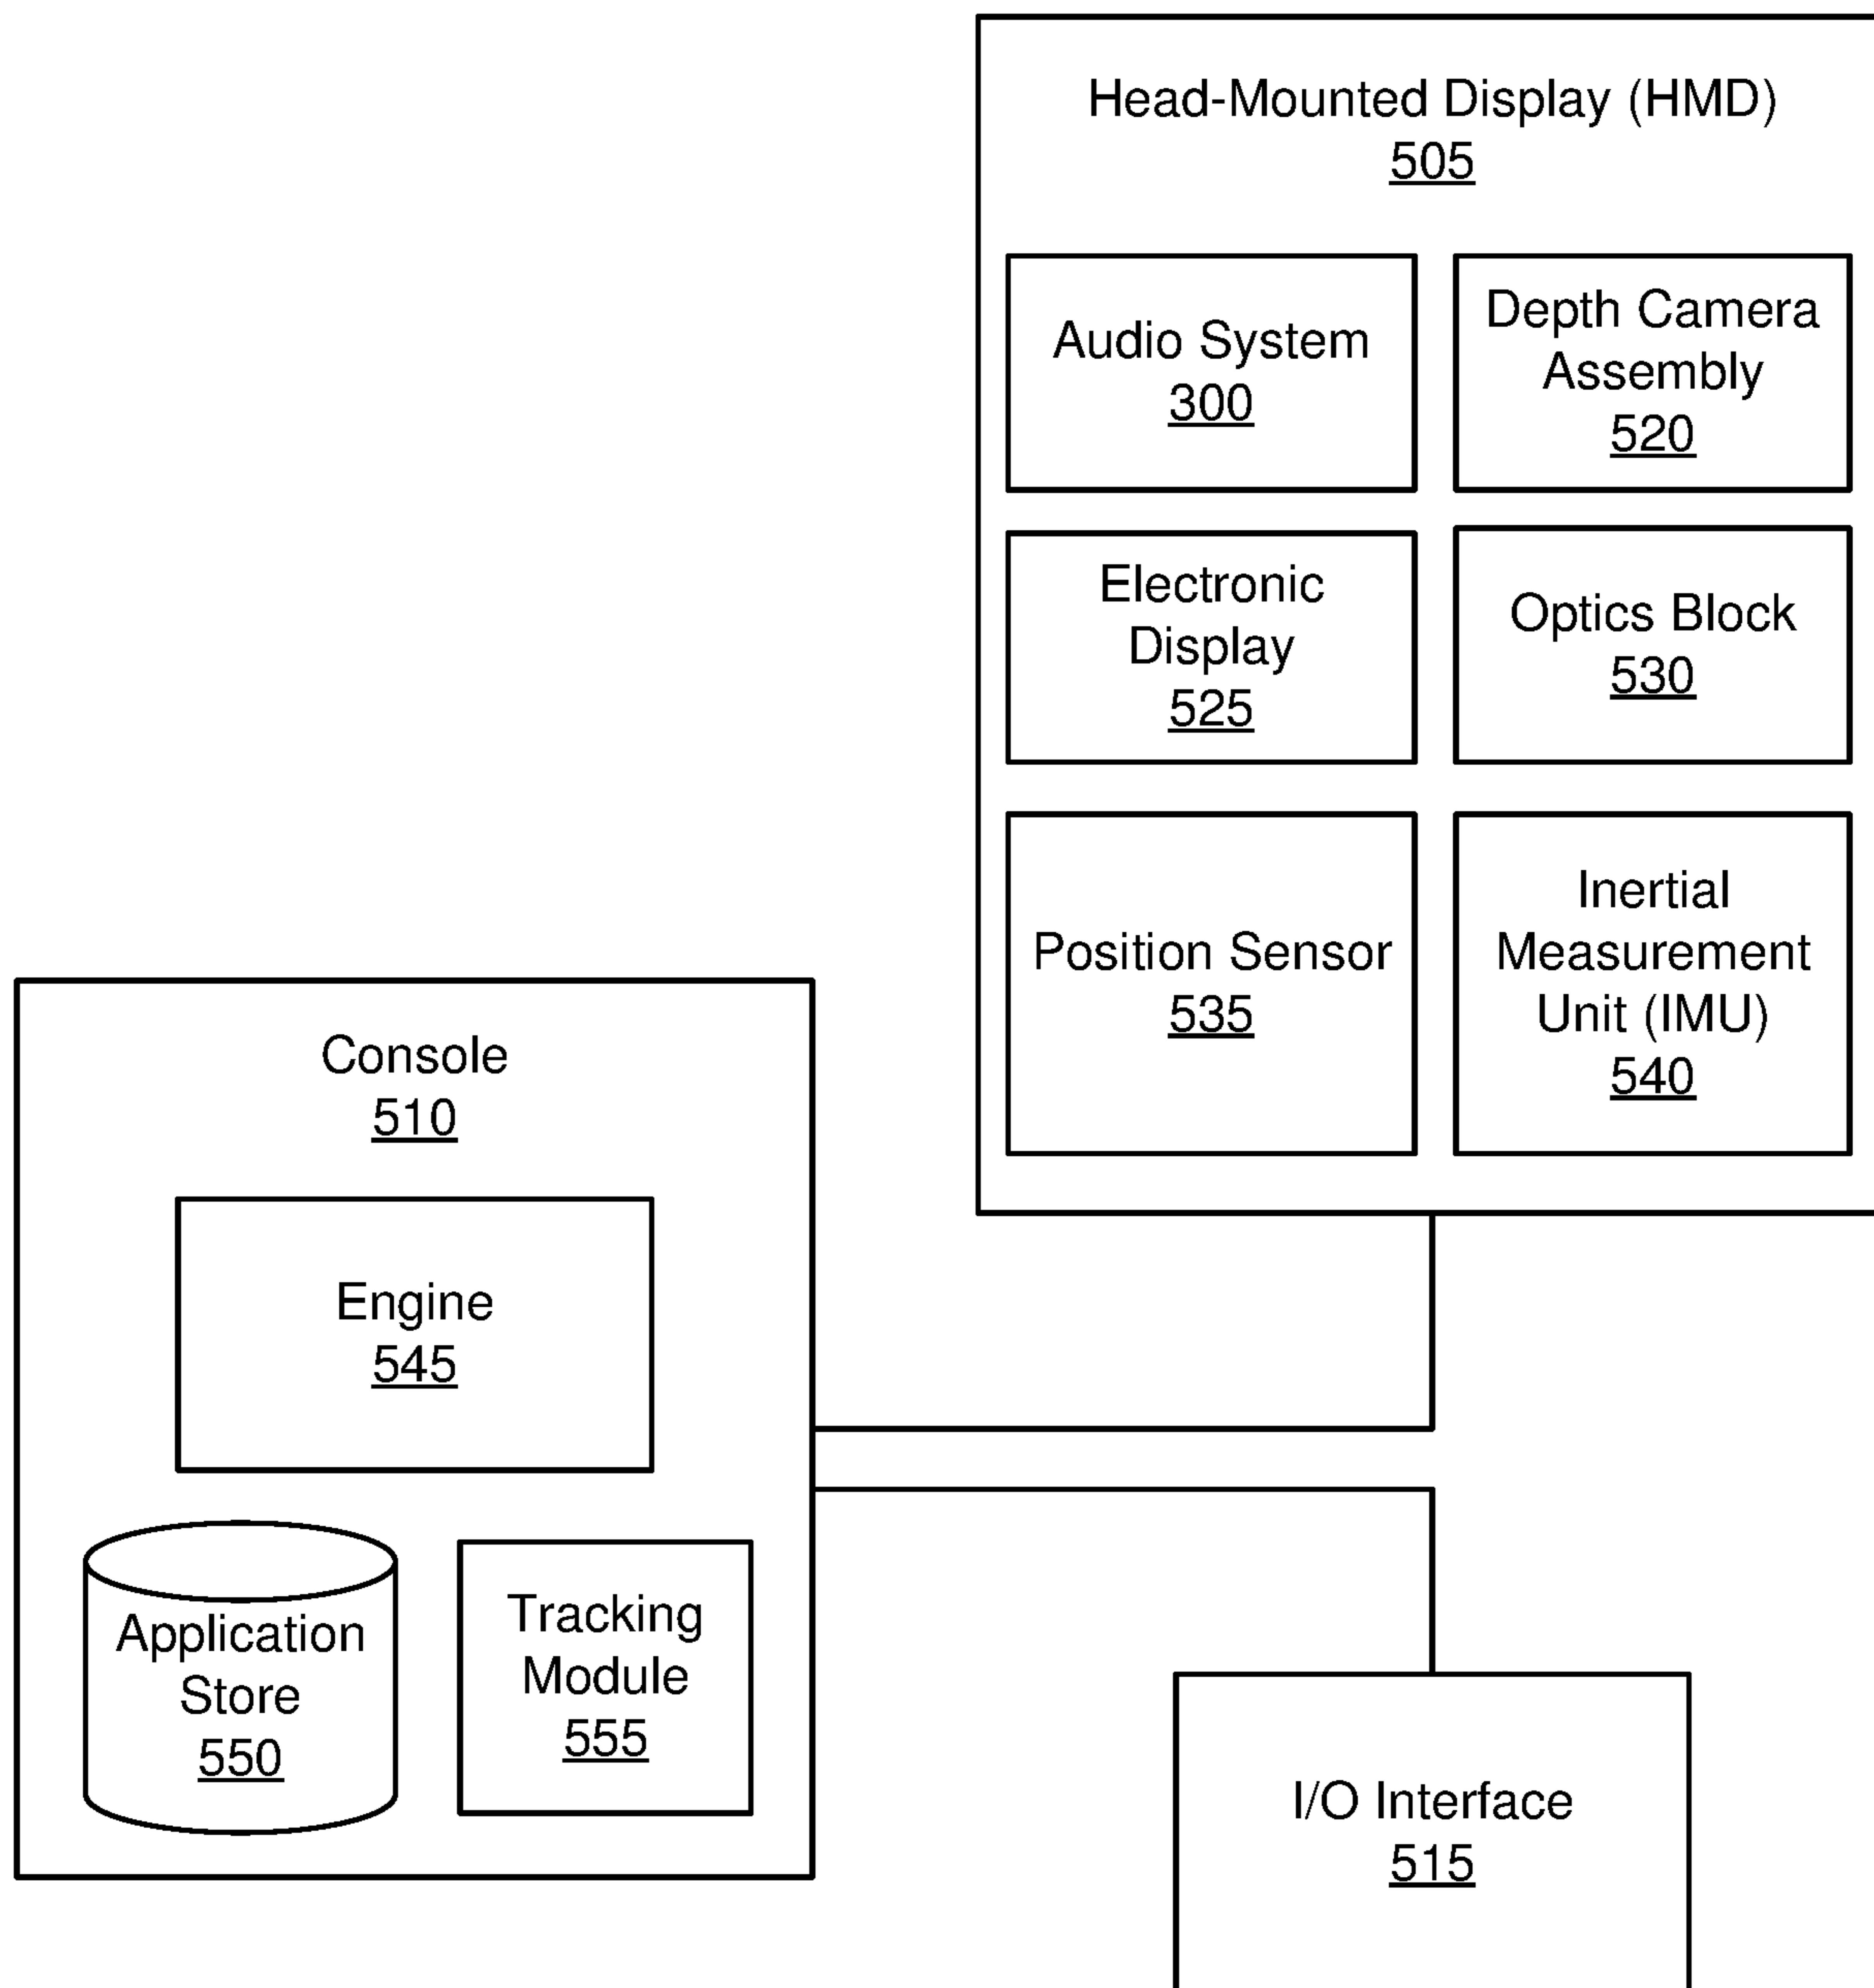 Head-Mounted Display (HMD)
505
Audio System
300
Depth Camera
Assembly
520
Electronic
Display
525
Optics Block
530
Position Sensor
535
Inertial
Measurement
Unit (IMU)
540
Console
510
Engine
545
Application
Store
550
Tracking
Module
555
I/O Interface
515